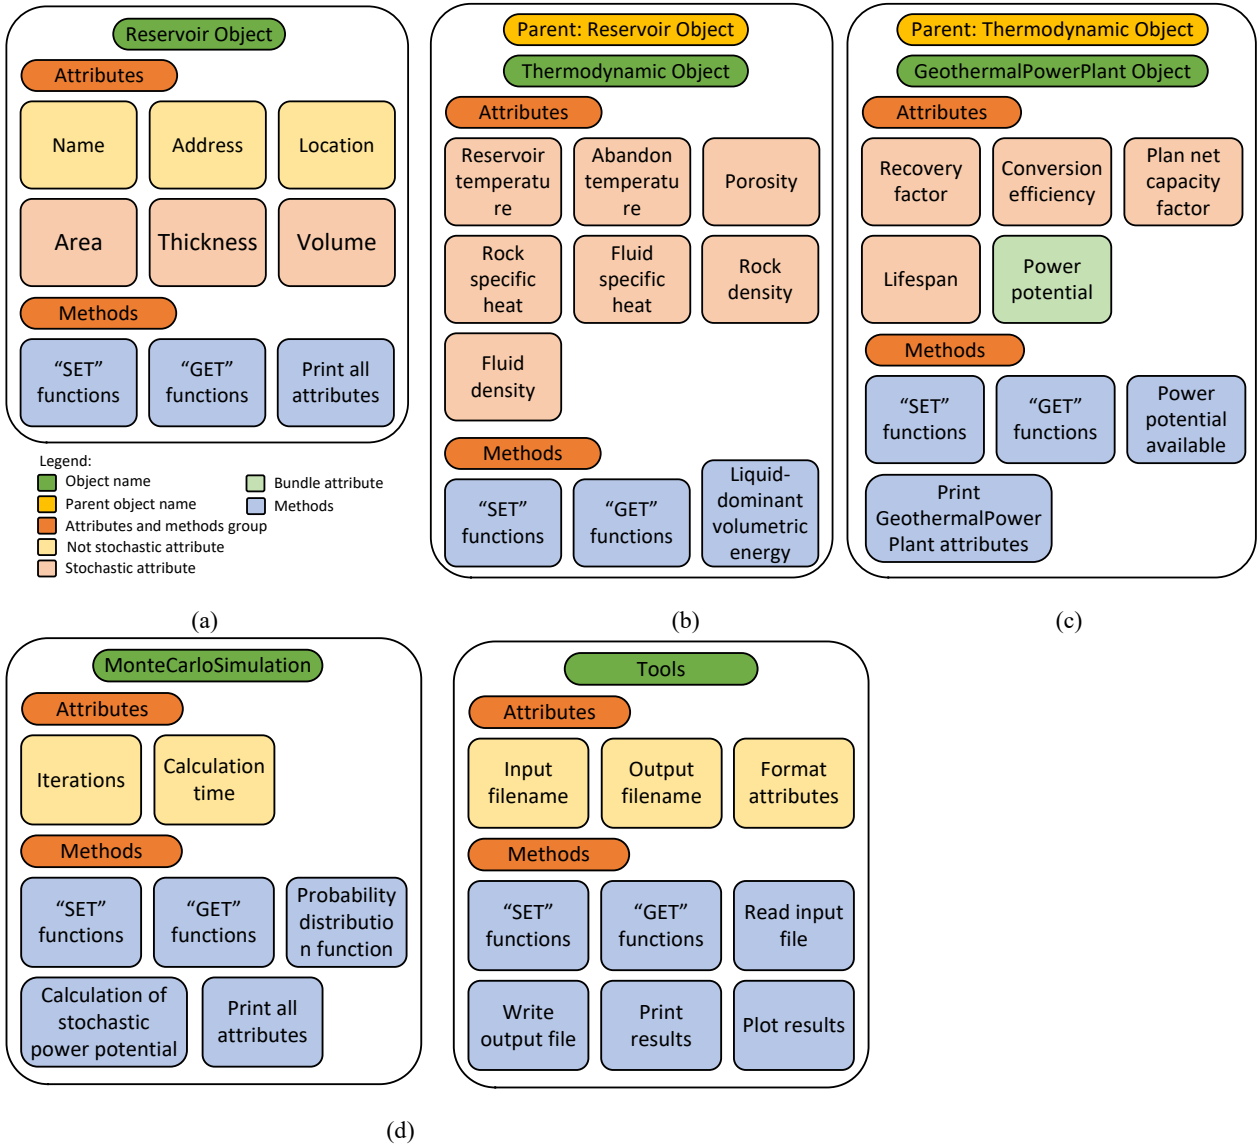 Reservoir Object
Attributes
Name
Address
Location
Area
Thickness
Volume
Methods
“SET”
functions
“GET”
functions
Print all
attributes
Legend:
Object name
Parent object name
Attributes and methods group
Not stochastic attribute
Stochastic attribute
Bundle attribute
Methods
(a)
Parent: Reservoir Object
Thermodynamic Object
Attributes
Reservoir
temperatu
re
Abandon
temperatu
re
Porosity
Rock
specific
heat
Fluid
specific
heat
Rock
density
Fluid
density
Methods
“SET”
functions
“GET”
functions
Liquid-
dominant
volumetric
energy
(b)
Parent: Thermodynamic Object
GeothermalPowerPlant Object
Attributes
Recovery
factor
Conversion
efficiency
Plan net
capacity
factor
Lifespan
Power
potential
Methods
“SET”
functions
“GET”
functions
Power
potential
available
Print
GeothermalPower
Plant attributes
(c)
MonteCarloSimulation
Attributes
Iterations
Calculation
time
Methods
“SET”
functions
“GET”
functions
Probability
distributio
n function
Calculation of
stochastic
power potential
Print all
attributes
Tools
Attributes
Input
filename
Output
filename
Format
attributes
Methods
“SET”
functions
“GET”
functions
Read input
file
Write
output file
Print
results
Plot results
(d)